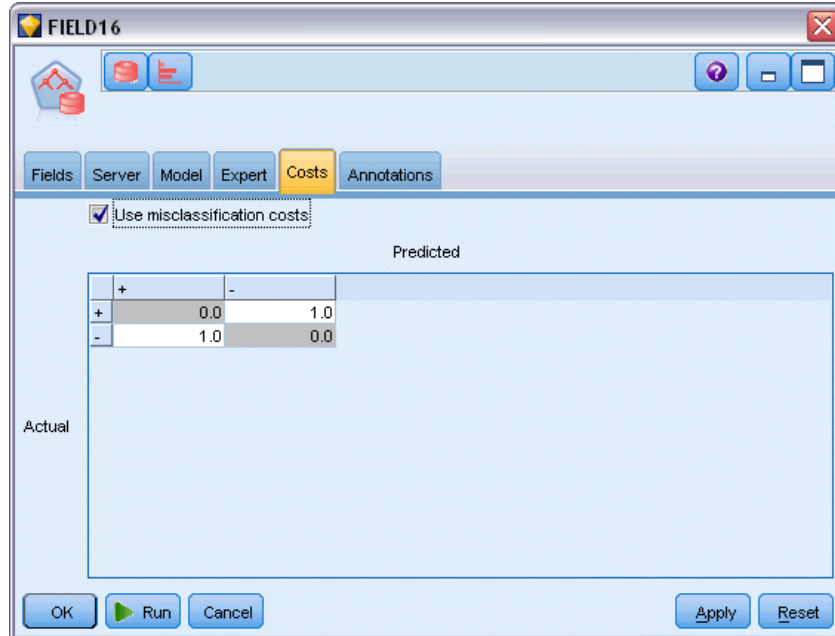 FIELD16
?
Fields Server Model Expert Costs Annotations
Use misclassification costs
Predicted
+ -
+ 0.0 1.0
- 1.0 0.0
Actual
OK Run Cancel Apply Reset